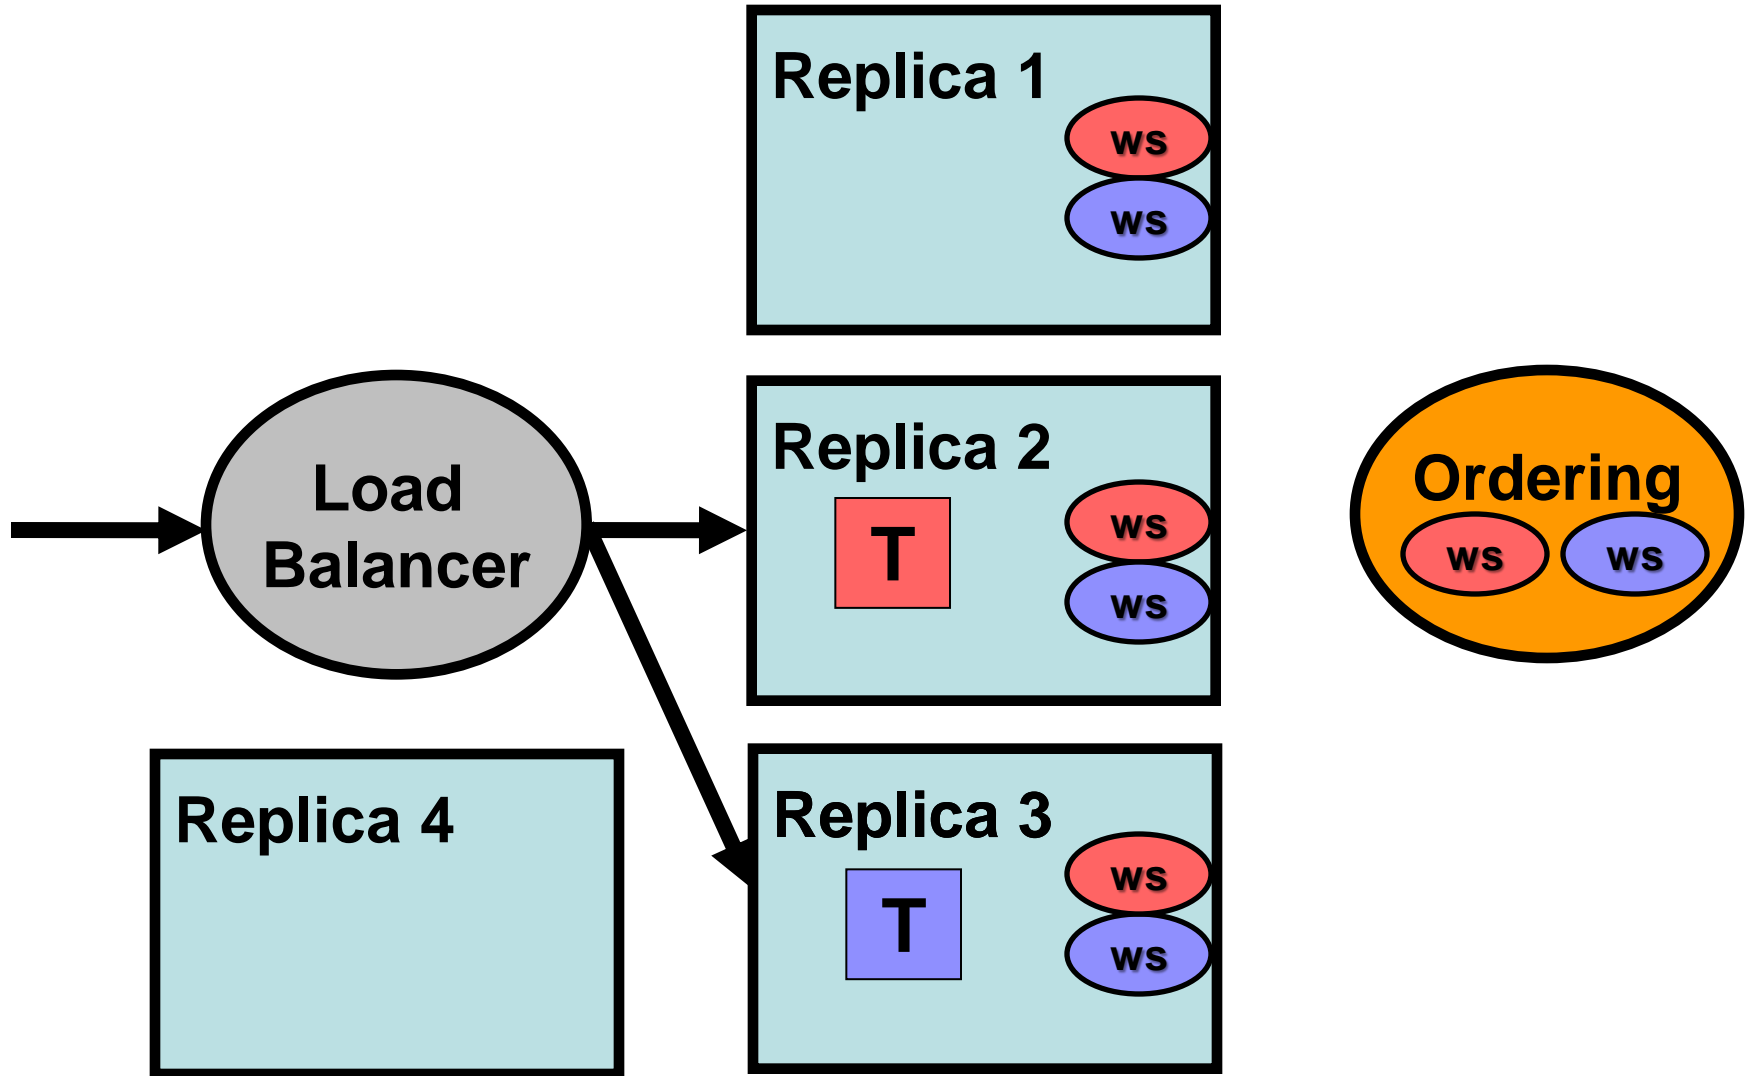 Replica 1
ws
ws
Load
Balancer
Replica 2
T
ws
ws
Ordering
ws ws
Replica 4
Replica 3
T
ws
ws